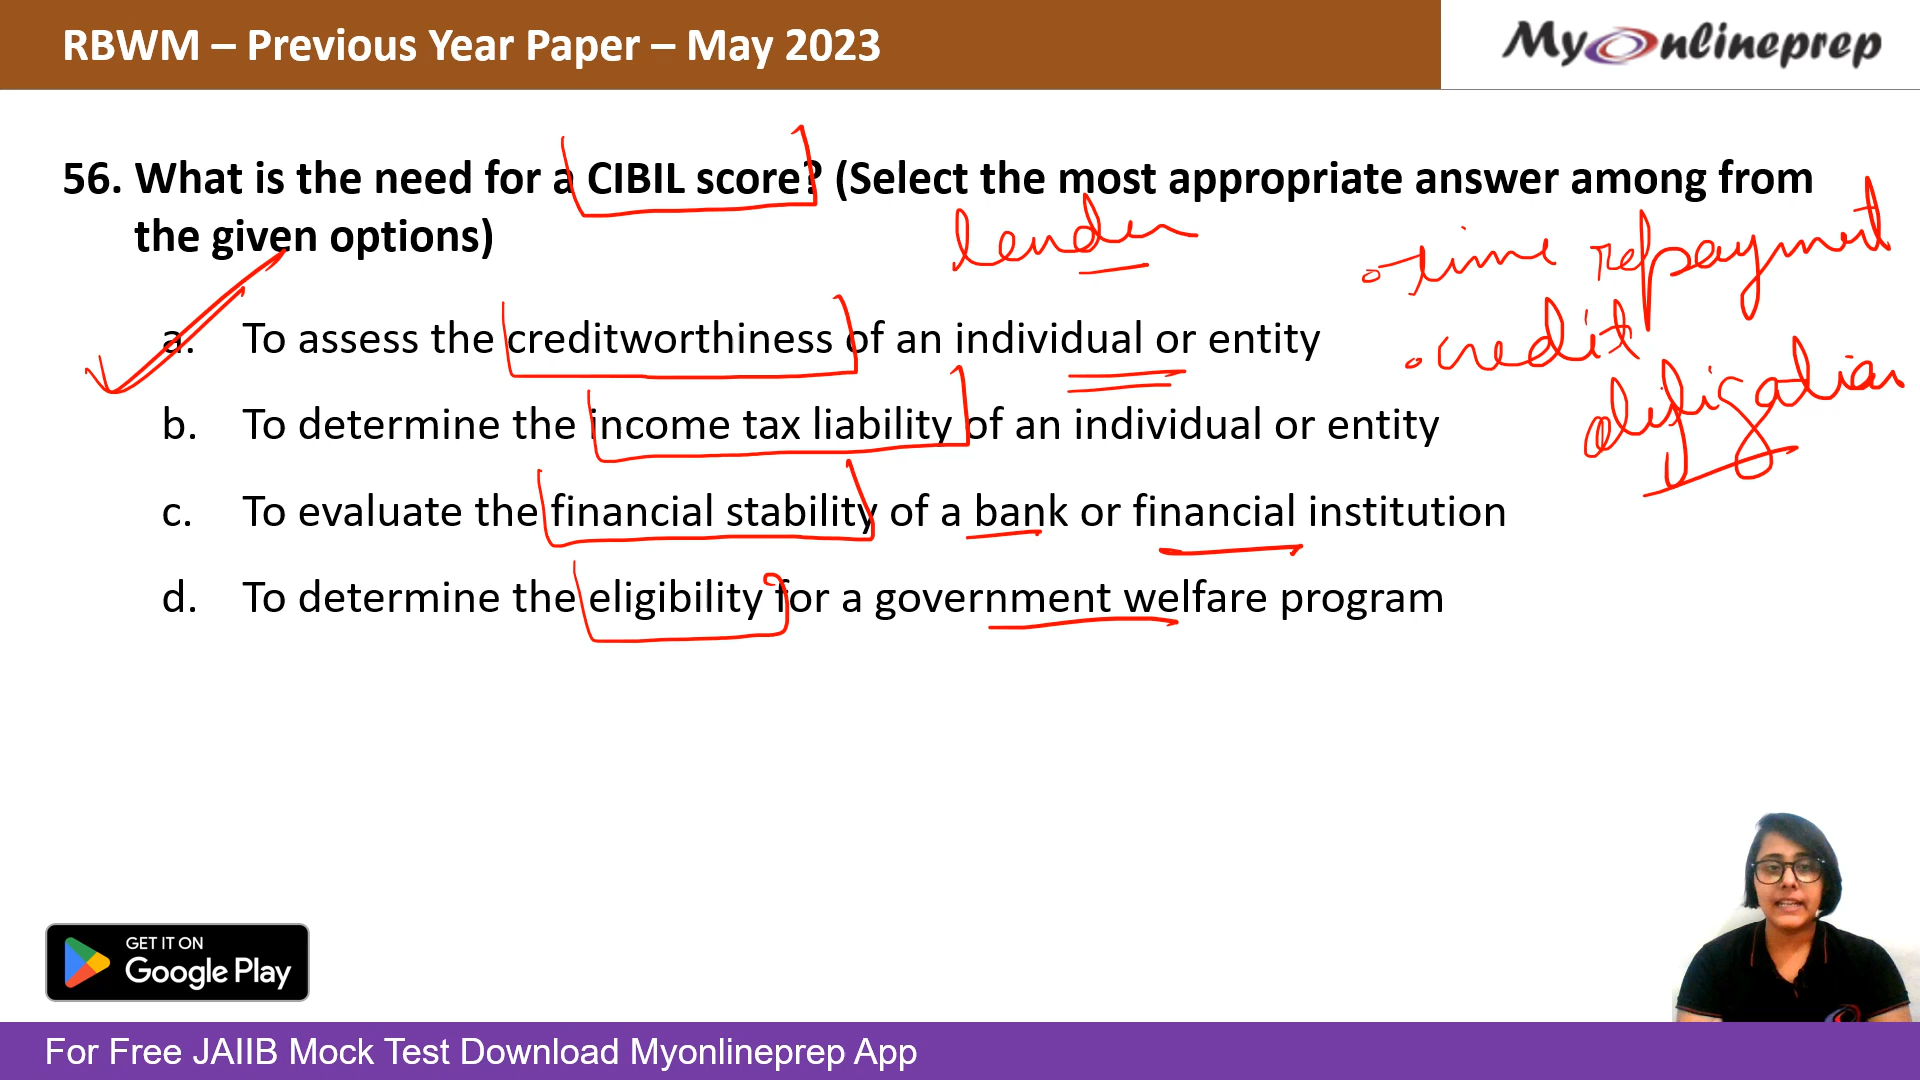 RBWM – Previous Year Paper – May 2023
MyOnlineprep
56. What is the need for a CIBIL score? (Select the most appropriate answer among from
the given options)
lender
time repayment
a. To assess the creditworthiness of an individual or entity
credit
obligation
b. To determine the income tax liability of an individual or entity
c. To evaluate the financial stability of a bank or financial institution
d. To determine the eligibility for a government welfare program
GET IT ON
Google Play
For Free JAIIB Mock Test Download Myonlineprep App